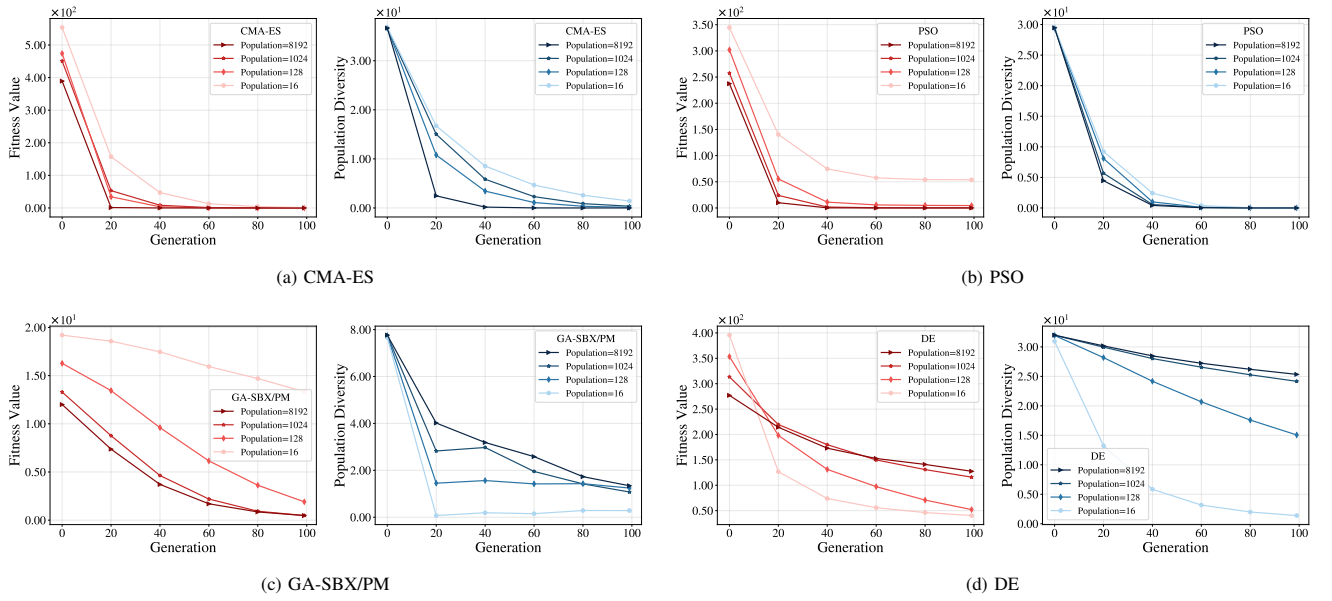 ×10²
CMA-ES
Population=8192
Population=1024
Population=128
Population=16
Fitness Value
5.00
4.00
3.00
2.00
1.00
0.00
0 20 40 60 80 100
Generation
×10¹
CMA-ES
Population=8192
Population=1024
Population=128
Population=16
Population Diversity
3.00
2.00
1.00
0.00
0 20 40 60 80 100
Generation
(a) CMA-ES
×10²
PSO
Population=8192
Population=1024
Population=128
Population=16
Fitness Value
3.50
3.00
2.50
2.00
1.50
1.00
0.50
0.00
0 20 40 60 80 100
Generation
×10¹
PSO
Population=8192
Population=1024
Population=128
Population=16
Population Diversity
3.00
2.50
2.00
1.50
1.00
0.50
0.00
0 20 40 60 80 100
Generation
(b) PSO
×10¹
GA-SBX/PM
Population=8192
Population=1024
Population=128
Population=16
Fitness Value
2.00
1.50
1.00
0.50
0.00
0 20 40 60 80 100
Generation
GA-SBX/PM
Population=8192
Population=1024
Population=128
Population=16
Population Diversity
8.00
6.00
4.00
2.00
0.00
0 20 40 60 80 100
Generation
(c) GA-SBX/PM
×10²
DE
Population=8192
Population=1024
Population=128
Population=16
Fitness Value
4.00
3.50
3.00
2.50
2.00
1.50
1.00
0.50
0 20 40 60 80 100
Generation
×10¹
DE
Population=8192
Population=1024
Population=128
Population=16
Population Diversity
3.00
2.50
2.00
1.50
1.00
0.50
0.00
0 20 40 60 80 100
Generation
(d) DE